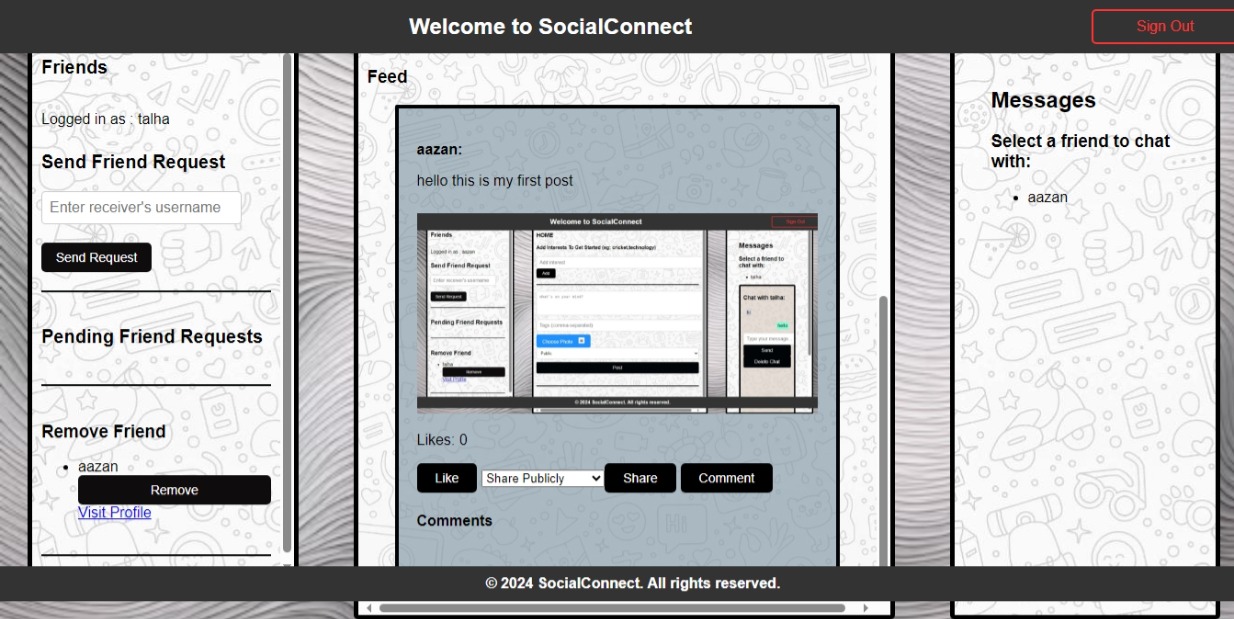 Welcome to SocialConnect
Sign Out
Friends
Logged in as : talha
Send Friend Request
Enter receiver's username
Send Request
Pending Friend Requests
Remove Friend
aazan
Remove
Visit Profile
Feed
aazan:
hello this is my first post
Welcome to SocialConnect
Sign Out
Friends
Logged in as : aazan
Send Friend Request
Enter receiver's username
Send Request
Pending Friend Requests
Remove Friend
talha
Remove
Visit Profile
HOME
Add Interests To Get Started (eg: cricket,technology)
Add interest
Add
What's on your mind?
Tags (comma-separated)
Choose Photo
Public
Post
Messages
Select a friend to
chat with:
talha
Chat with talha:
hi
hello
Type your message
Send
Delete Chat
© 2024 SocialConnect. All rights reserved.
Likes: 0
Like
Share Publicly
Share
Comment
Comments
Messages
Select a friend to chat
with:
aazan
© 2024 SocialConnect. All rights reserved.